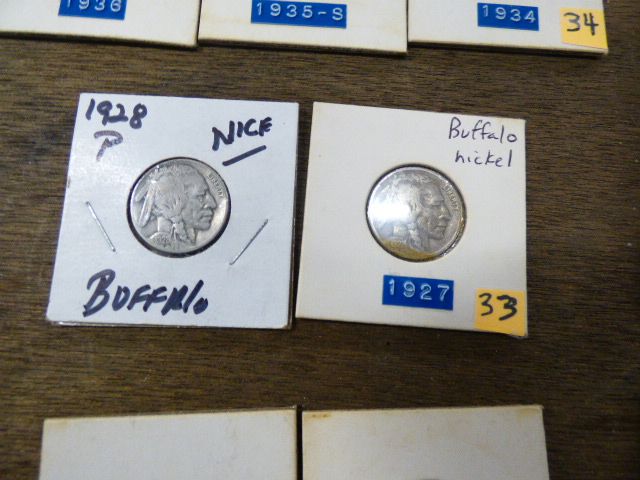 1936
1935-S
1934
34
1928
P
NICE
BUFFALO
Buffalo
nickel
1927
33